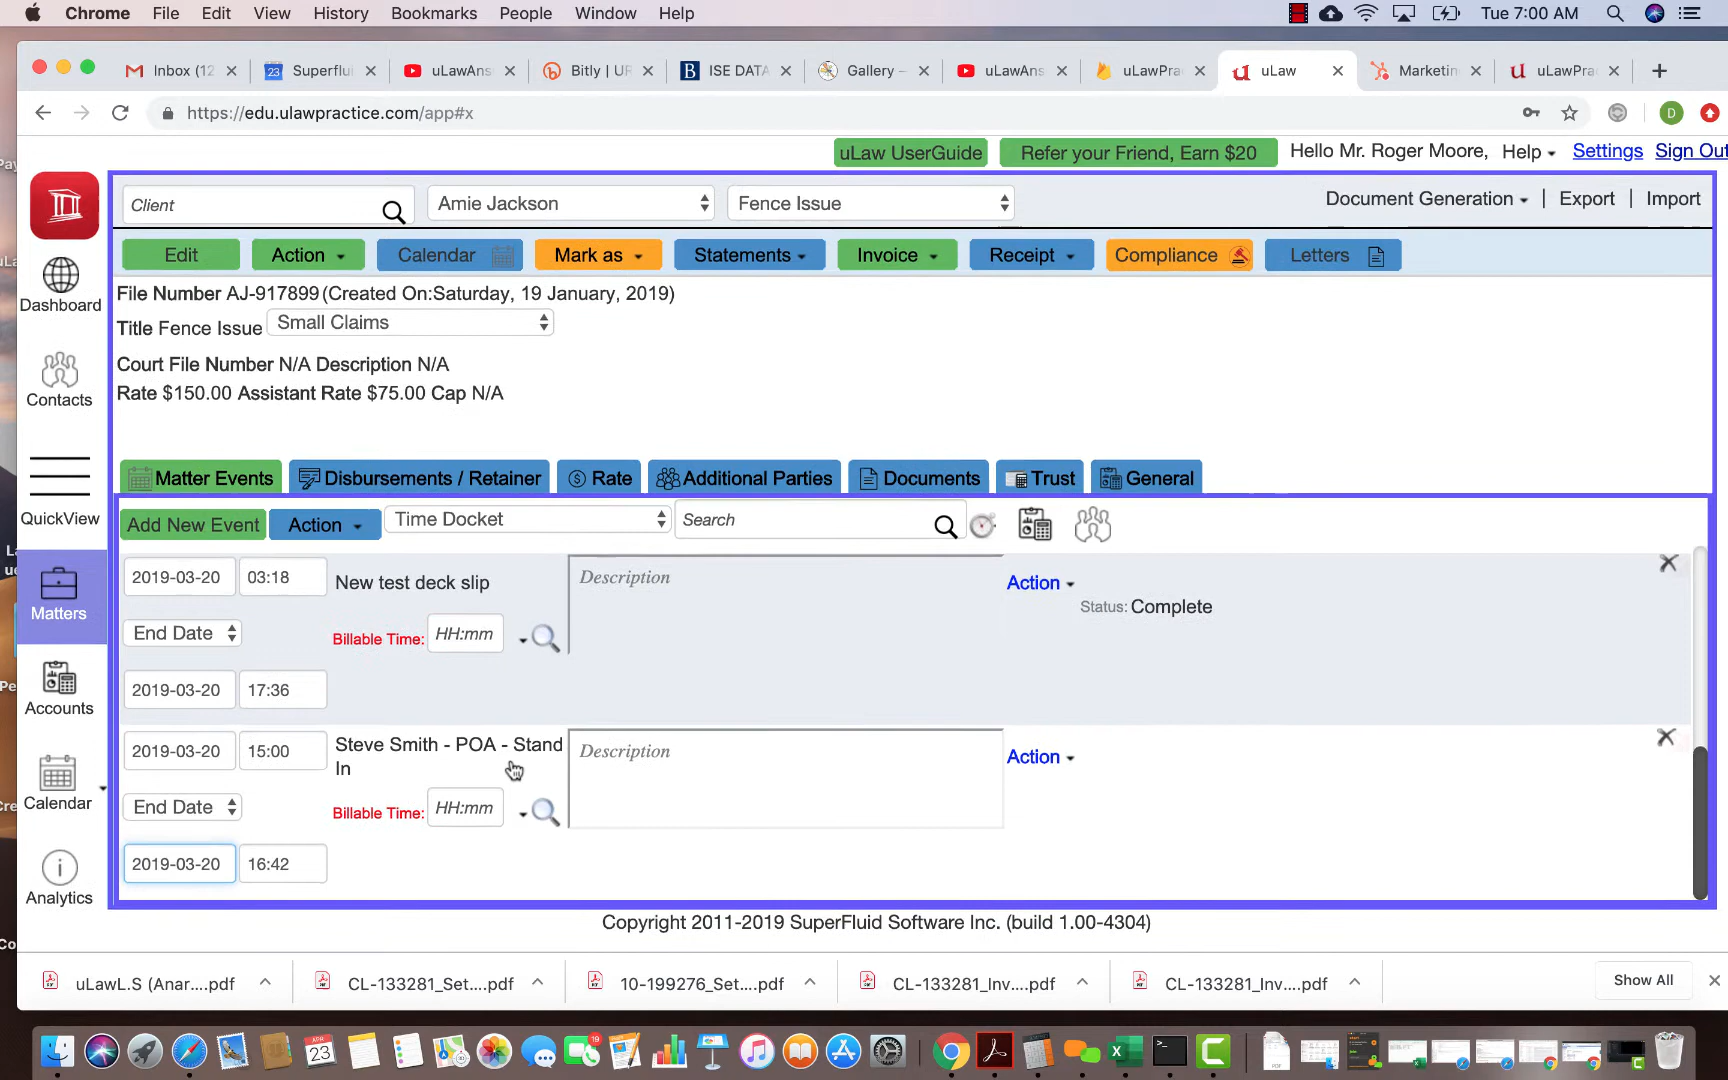 Chrome File Edit View History Bookmarks People Window Help Tue 7:00 AM
Inbox (12 Superflu uLawAns Bitly | UR ISE DATA Gallery – uLawAns uLawPra uLaw Marketin uLawPra
https://edu.ulawpractice.com/app#x D
uLaw UserGuide Refer your Friend, Earn $20 Hello Mr. Roger Moore, Help Settings Sign Out
Client Amie Jackson Fence Issue Document Generation | Export | Import
Edit Action Calendar Mark as Statements Invoice Receipt Compliance Letters
File Number AJ-917899 (Created On:Saturday, 19 January, 2019)
Title Fence Issue Small Claims
Court File Number N/A Description N/A
Rate $150.00 Assistant Rate $75.00 Cap N/A
Dashboard
Contacts
QuickView
Matters
Accounts
Calendar
Analytics
Matter Events Disbursements / Retainer Rate Additional Parties Documents Trust General
Add New Event Action Time Docket Search
2019-03-20 03:18 New test deck slip Description Action
Status: Complete
End Date Billable Time: HH:mm
2019-03-20 17:36
2019-03-20 15:00 Steve Smith - POA - Stand In Description Action
End Date Billable Time: HH:mm
2019-03-20 16:42
Copyright 2011-2019 SuperFluid Software Inc. (build 1.00-4304)
uLawL.S (Anar....pdf CL-133281_Set....pdf 10-199276_Set....pdf CL-133281_Inv....pdf CL-133281_Inv....pdf Show All
APR 23 19